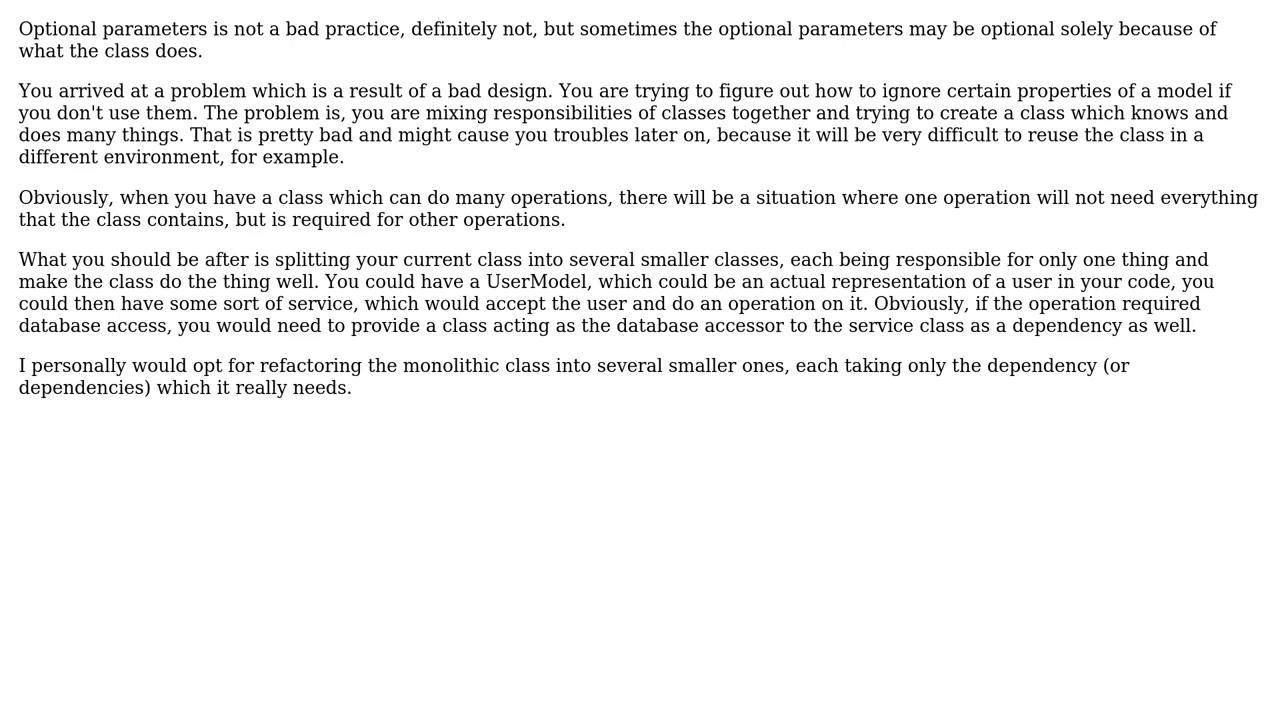 Optional parameters is not a bad practice, definitely not, but sometimes the optional parameters may be optional solely because of
what the class does.
You arrived at a problem which is a result of a bad design. You are trying to figure out how to ignore certain properties of a model if
you don't use them. The problem is, you are mixing responsibilities of classes together and trying to create a class which knows and
does many things. That is pretty bad and might cause you troubles later on, because it will be very difficult to reuse the class in a
different environment, for example.
Obviously, when you have a class which can do many operations, there will be a situation where one operation will not need everything
that the class contains, but is required for other operations.
What you should be after is splitting your current class into several smaller classes, each being responsible for only one thing and
make the class do the thing well. You could have a UserModel, which could be an actual representation of a user in your code, you
could then have some sort of service, which would accept the user and do an operation on it. Obviously, if the operation required
database access, you would need to provide a class acting as the database accessor to the service class as a dependency as well.
I personally would opt for refactoring the monolithic class into several smaller ones, each taking only the dependency (or
dependencies) which it really needs.